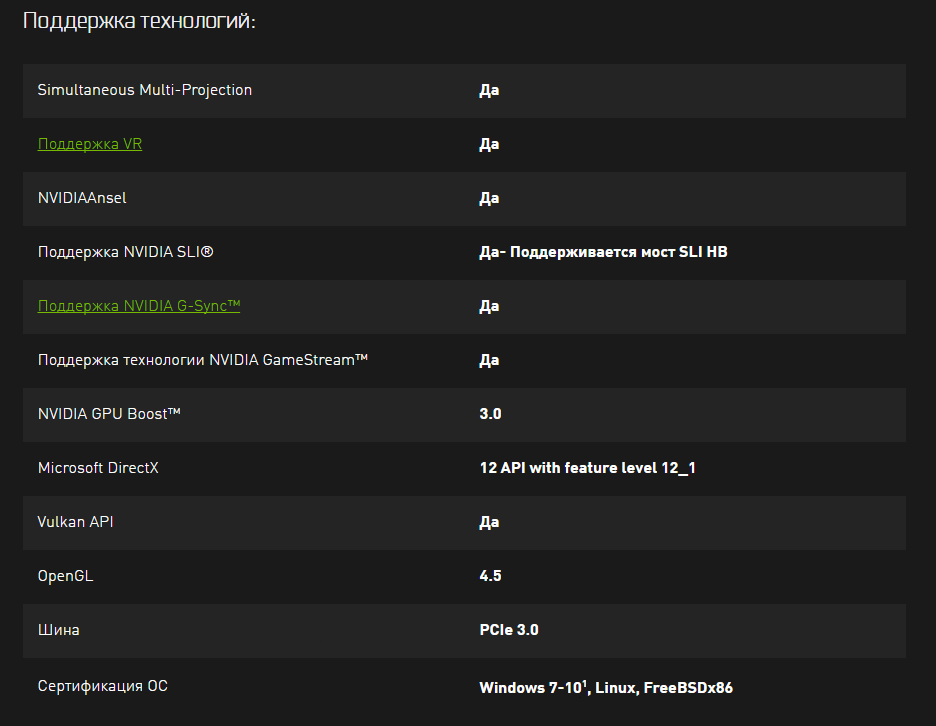 Поддержка технологий:
Simultaneous Multi-Projection Да
Поддержка VR Да
NVIDIAAnsel Да
Поддержка NVIDIA SLI® Да- Поддерживается мост SLI HB
Поддержка NVIDIA G-Sync™ Да
Поддержка технологии NVIDIA GameStream™ Да
NVIDIA GPU Boost™ 3.0
Microsoft DirectX 12 API with feature level 12_1
Vulkan API Да
OpenGL 4.5
Шина PCIe 3.0
Сертификация ОС Windows 7-10¹, Linux, FreeBSDx86